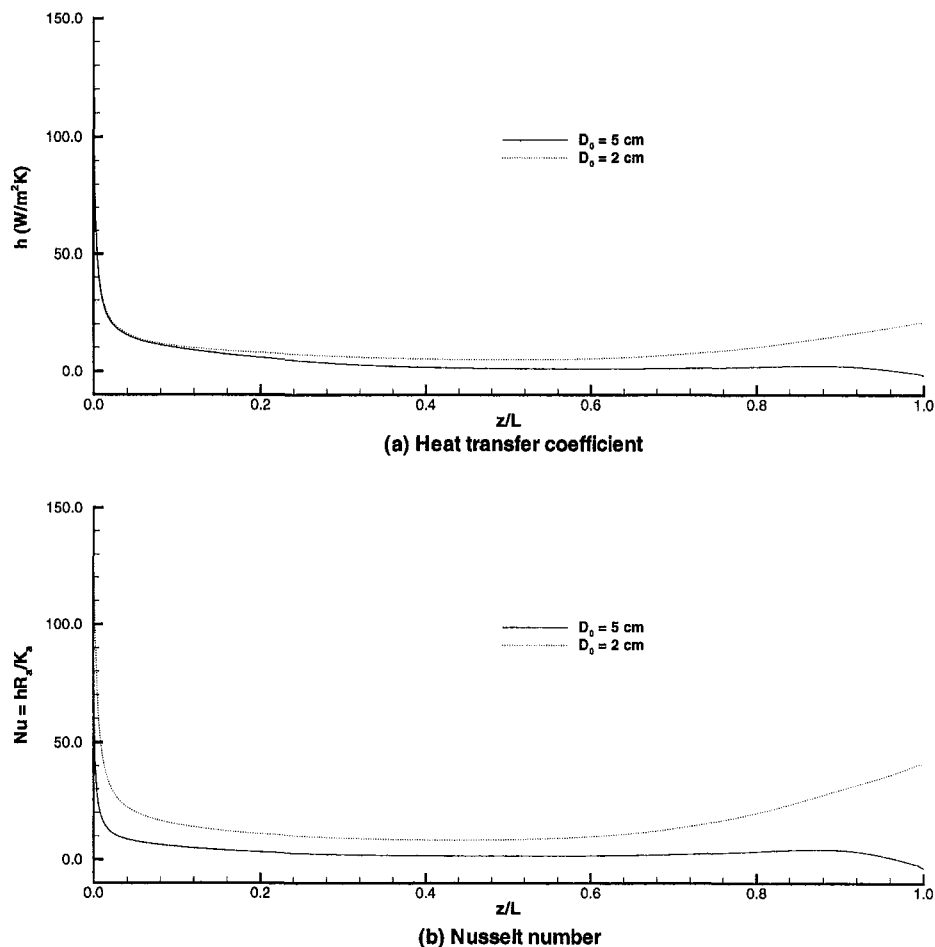 150.0
100.0
50.0
0.0
h (W/m²K)
D₀ = 5 cm
D₀ = 2 cm
0.0 0.2 0.4 0.6 0.8 1.0
z/L
(a) Heat transfer coefficient
150.0
100.0
50.0
0.0
Nu = hRₐ/Kₐ
D₀ = 5 cm
D₀ = 2 cm
0.0 0.2 0.4 0.6 0.8 1.0
z/L
(b) Nusselt number